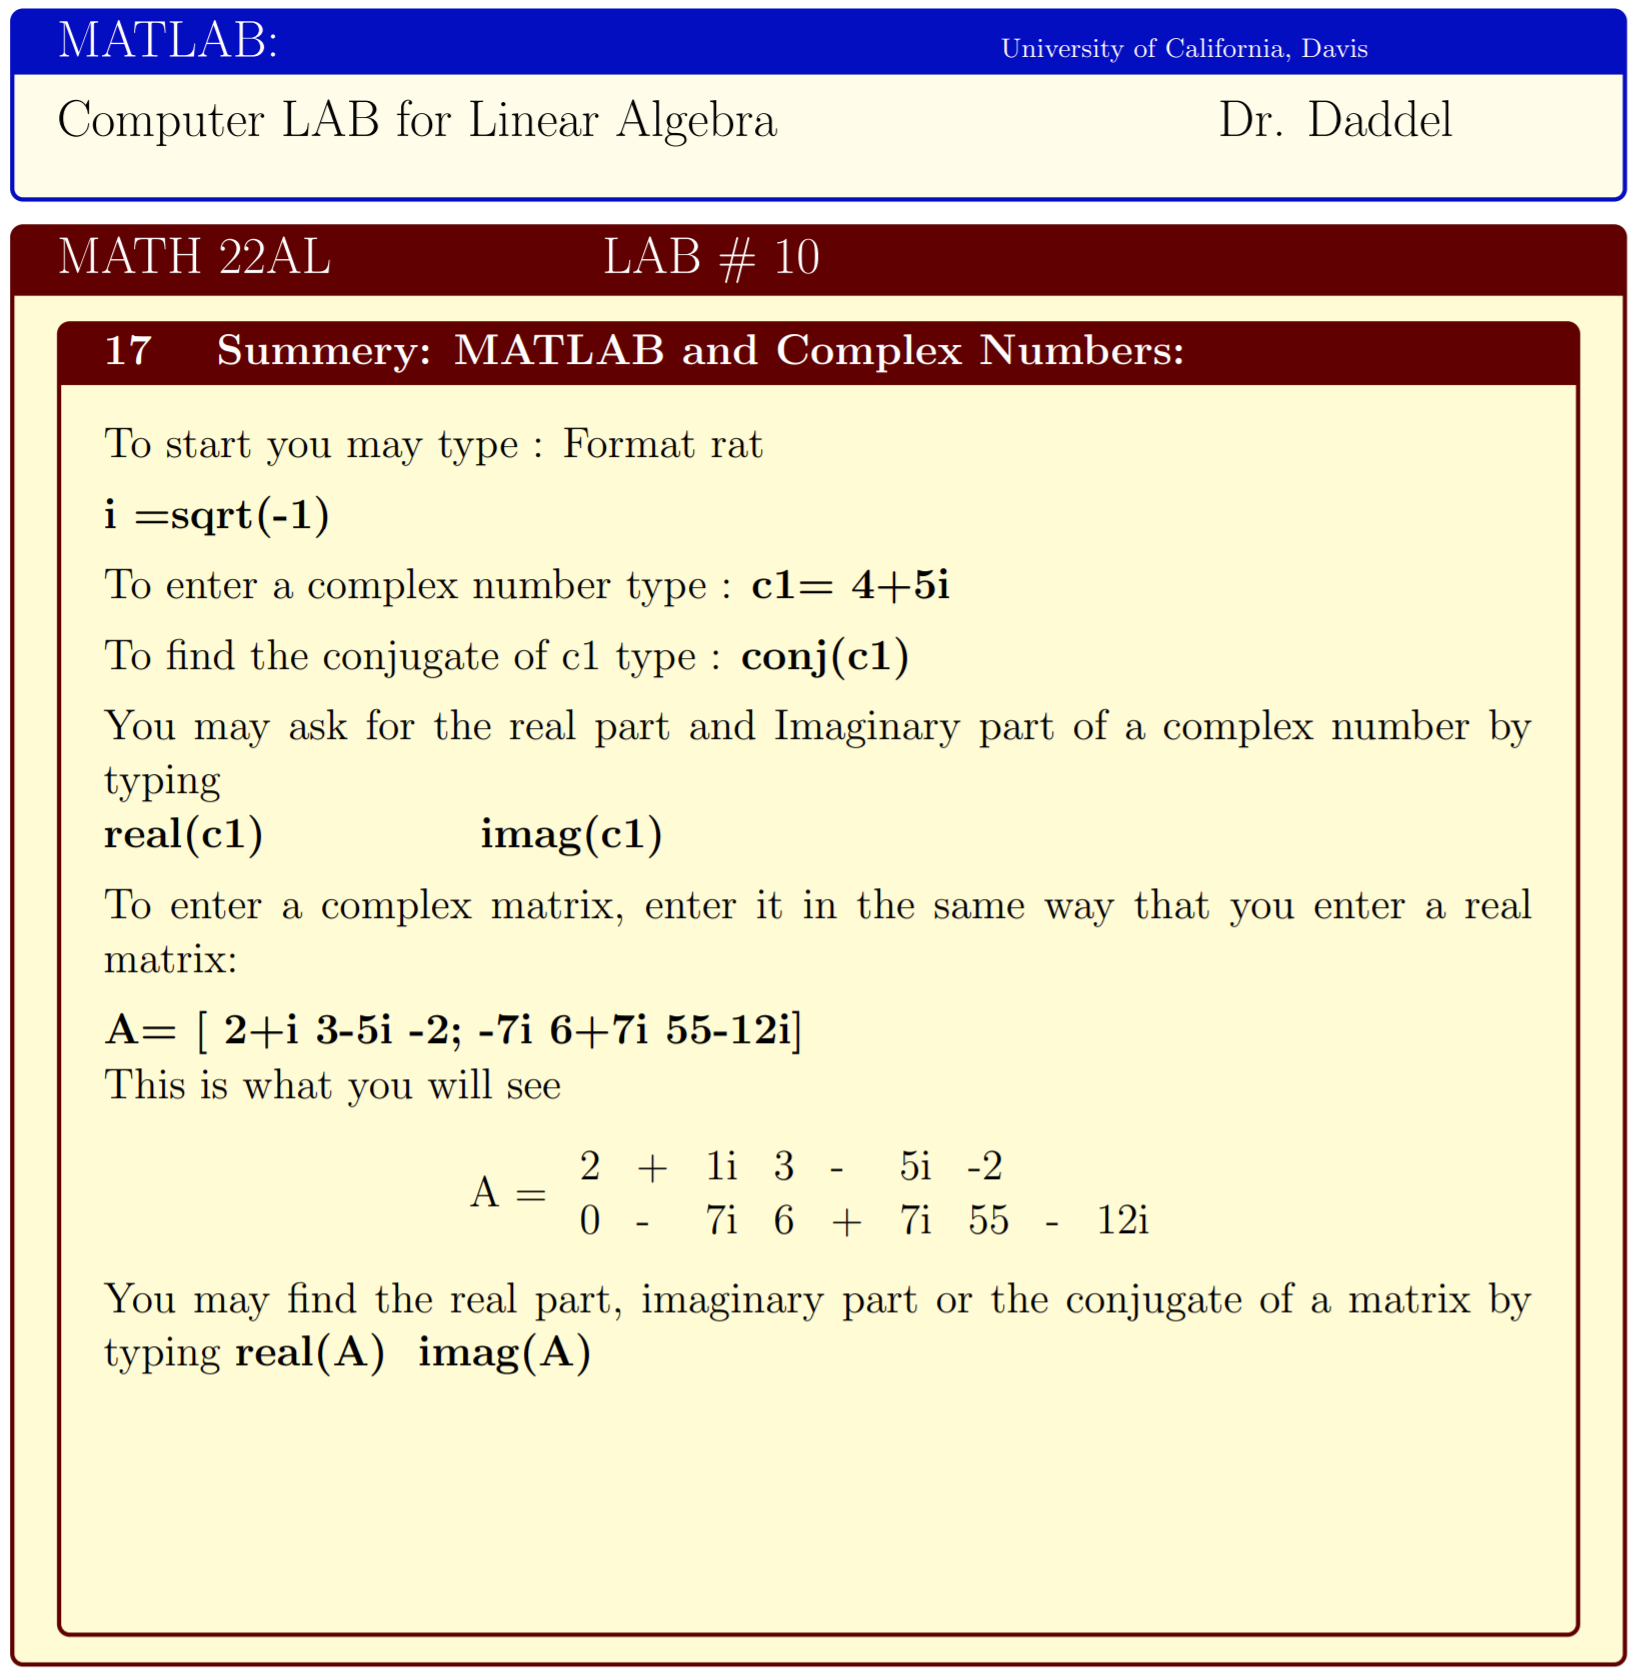 MATLAB: University of California, Davis
Computer LAB for Linear Algebra Dr. Daddel
MATH 22AL LAB # 10
17 Summery: MATLAB and Complex Numbers:
To start you may type : Format rat
i =sqrt(-1)
To enter a complex number type : c1= 4+5i
To find the conjugate of c1 type : conj(c1)
You may ask for the real part and Imaginary part of a complex number by
typing
real(c1) imag(c1)
To enter a complex matrix, enter it in the same way that you enter a real
matrix:
A= [ 2+i 3-5i -2; -7i 6+7i 55-12i]
This is what you will see
A =
2 + 1i 3 - 5i -2
0 - 7i 6 + 7i 55 - 12i
You may find the real part, imaginary part or the conjugate of a matrix by
typing real(A) imag(A)